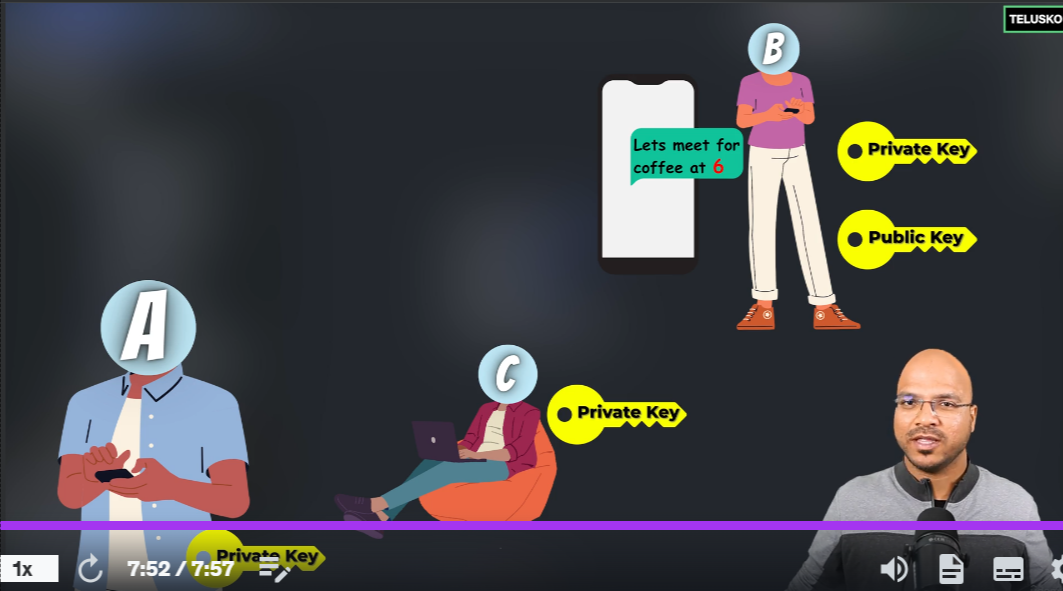 TELUSKO
B
Lets meet for
coffee at 6
Private Key
Public Key
A
C
Private Key
Private Key
1x
7:52 / 7:57